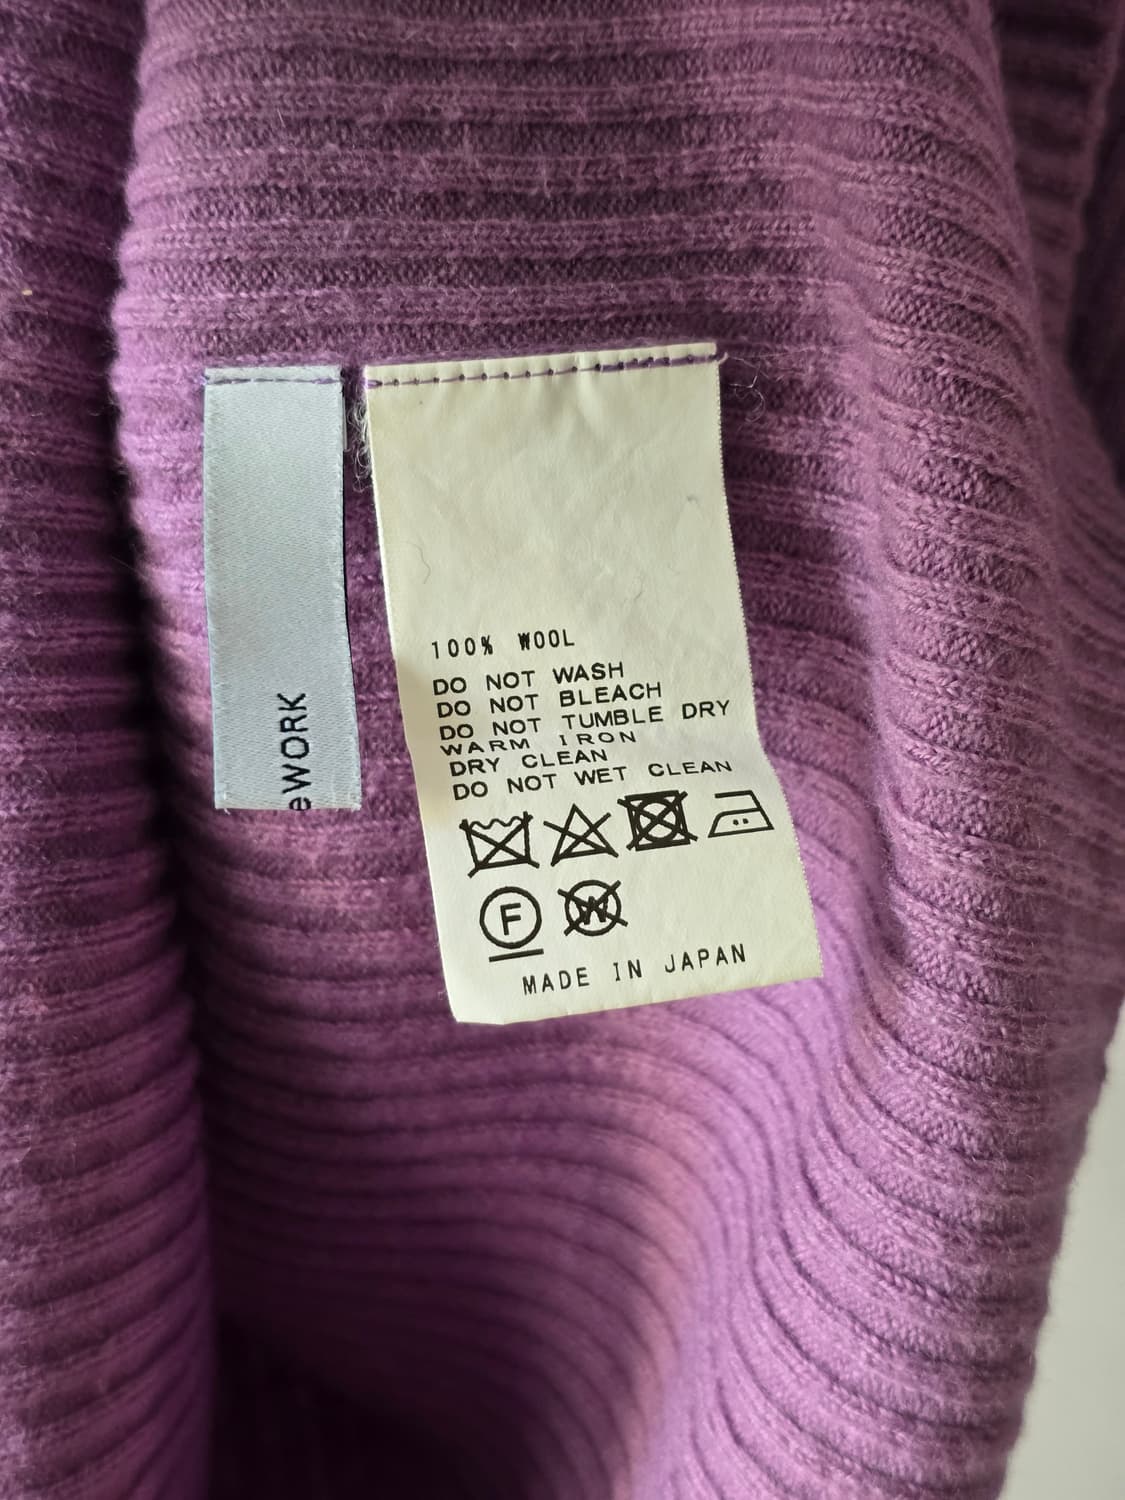 eWORK
100% WOOL
DO NOT WASH
DO NOT BLEACH
DO NOT TUMBLE DRY
WARM IRON
DRY CLEAN
DO NOT WET CLEAN
F W
MADE IN JAPAN